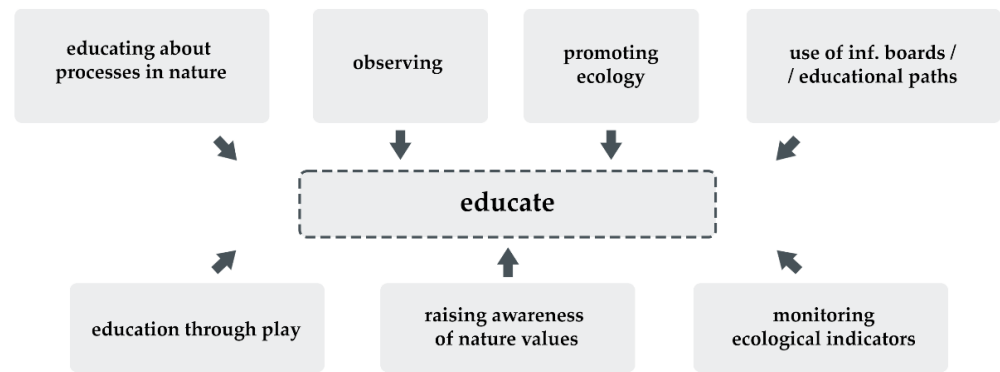 educating about
processes in nature
observing
promoting
ecology
use of inf. boards /
/ educational paths
educate
education through play
raising awareness
of nature values
monitoring
ecological indicators